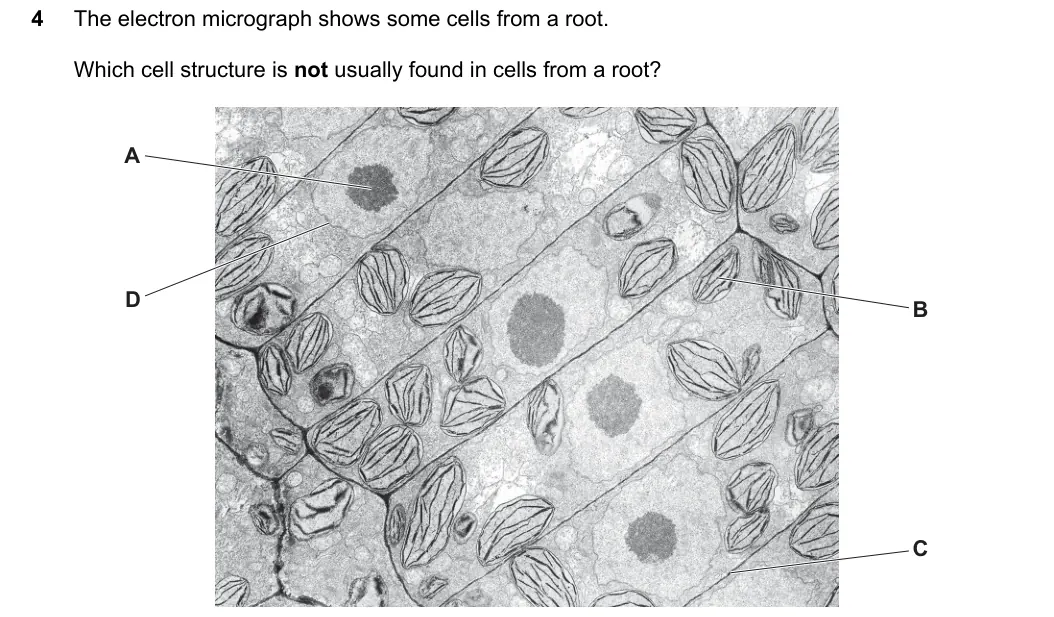 4 The electron micrograph shows some cells from a root.
Which cell structure is not usually found in cells from a root?
A
D
B
C